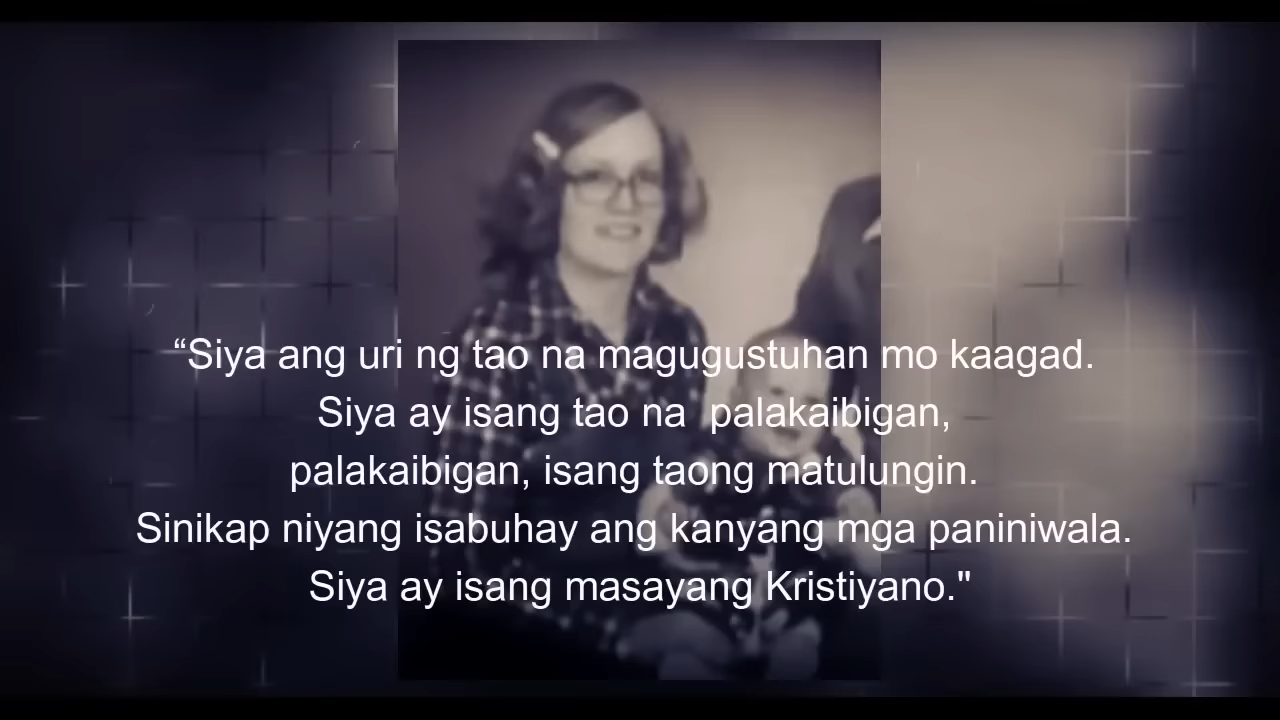 “Siya ang uri ng tao na magugustuhan mo kaagad.
Siya ay isang tao na  palakaibigan,
palakaibigan, isang taong matulungin.
Sinikap niyang isabuhay ang kanyang mga paniniwala.
Siya ay isang masayang Kristiyano."